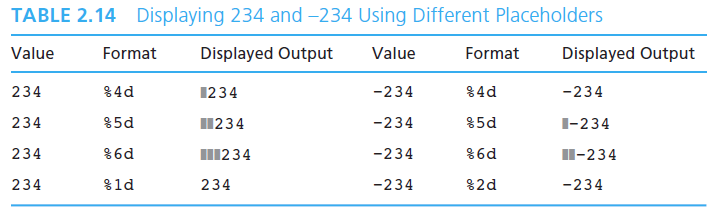 TABLE 2.14 Displaying 234 and –234 Using Different Placeholders
Value Format Displayed Output Value Format Displayed Output
234 %4d ▮234 -234 %4d -234
234 %5d ▮▮234 -234 %5d ▮-234
234 %6d ▮▮▮234 -234 %6d ▮▮-234
234 %1d 234 -234 %2d -234